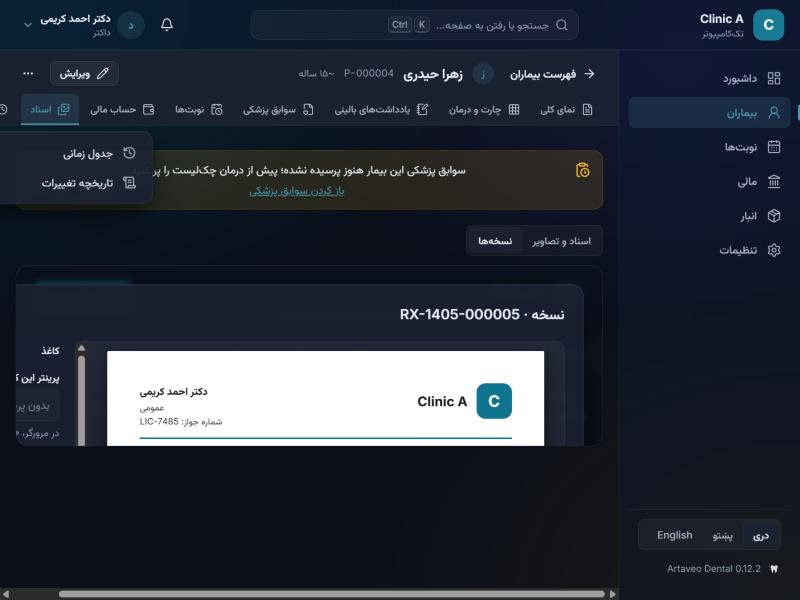 Clinic A
تک‌کامپیوتر
C
جستجو یا رفتن به صفحه...
Ctrl K
دکتر احمد کریمی
داکتر
د
داشبورد
بیماران
نوبت‌ها
مالی
انبار
تنظیمات
دری
پښتو
English
Artaveo Dental 0.12.2
فهرست بیماران
ز
زهرا حیدری
P-000004
~۱۵ ساله
ویرایش
نمای کلی
چارت و درمان
یادداشت‌های بالینی
سوابق پزشکی
نوبت‌ها
حساب مالی
اسناد
جدول زمانی
تاریخچه تغییرات
سوابق پزشکی این بیمار هنوز پرسیده نشده؛ پیش از درمان چک‌لیست را پر کنید.
باز کردن سوابق پزشکی
اسناد و تصاویر
نسخه‌ها
نسخه · RX-1405-000005
C
Clinic A
دکتر احمد کریمی
عمومی
شماره جواز: LIC-7485
کاغذ
پرینتر این
بدون
در مرورگر،